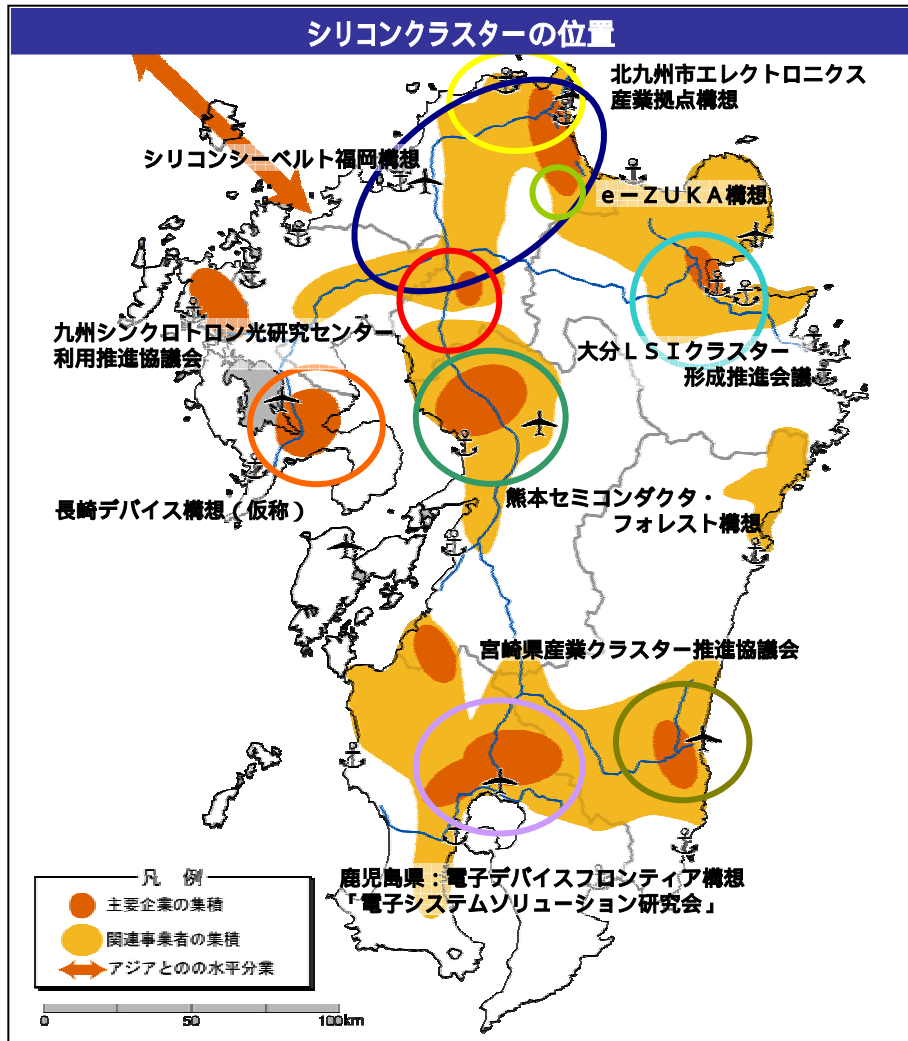 シリコンクラスターの位置
北九州市エレクトロニクス
産業拠点構想
シリコンシーベルト福岡構想
e－ZUKA構想
九州シンクロトロン光研究センター
利用推進協議会
大分LSIクラスター
形成推進会議
長崎デバイス構想（仮称）
熊本セミコンダクタ・
フォレスト構想
宮崎県産業クラスター推進協議会
鹿児島県：電子デバイスフロンティア構想
「電子システムソリューション研究会」
凡 例
主要企業の集積
関連事業者の集積
アジアとのの水平分業
0 50 100km